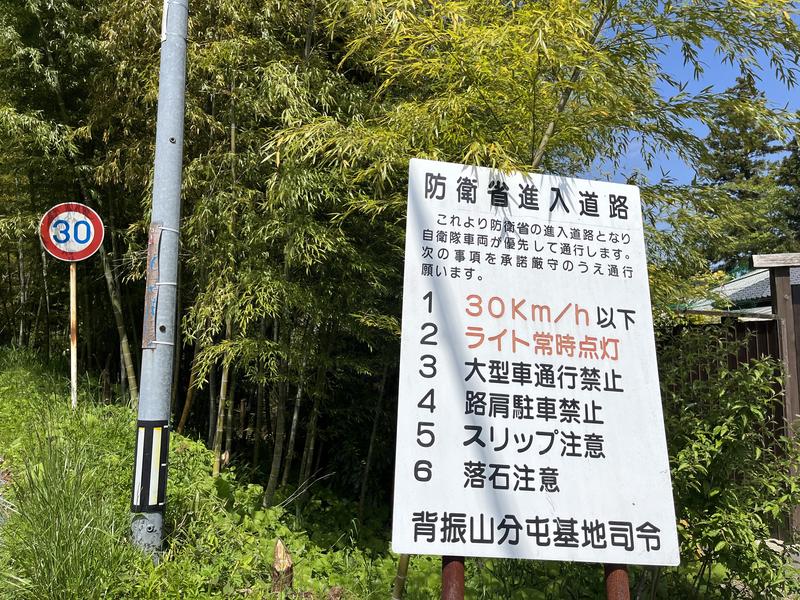 30
防衛省進入道路
これより防衛省の進入道路となり
自衛隊車両が優先して通行します。
次の事項を承諾厳守のうえ通行
願います。
1 30Km/h以下
2 ライト常時点灯
3 大型車通行禁止
4 路肩駐車禁止
5 スリップ注意
6 落石注意
背振山分屯基地司令